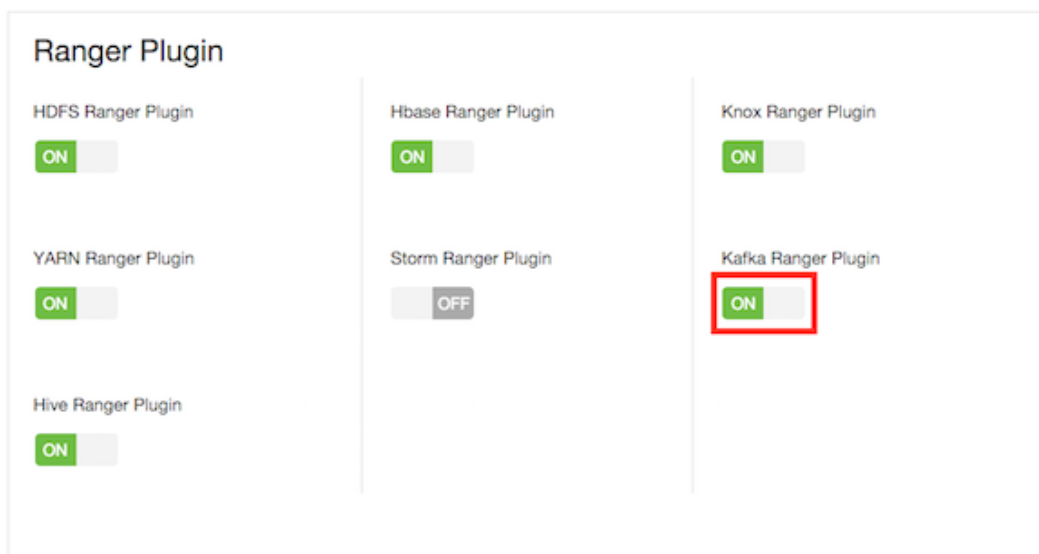 Ranger Plugin
HDFS Ranger Plugin
Hbase Ranger Plugin
Knox Ranger Plugin
ON
ON
ON
YARN Ranger Plugin
Storm Ranger Plugin
Kafka Ranger Plugin
ON
OFF
ON
Hive Ranger Plugin
ON